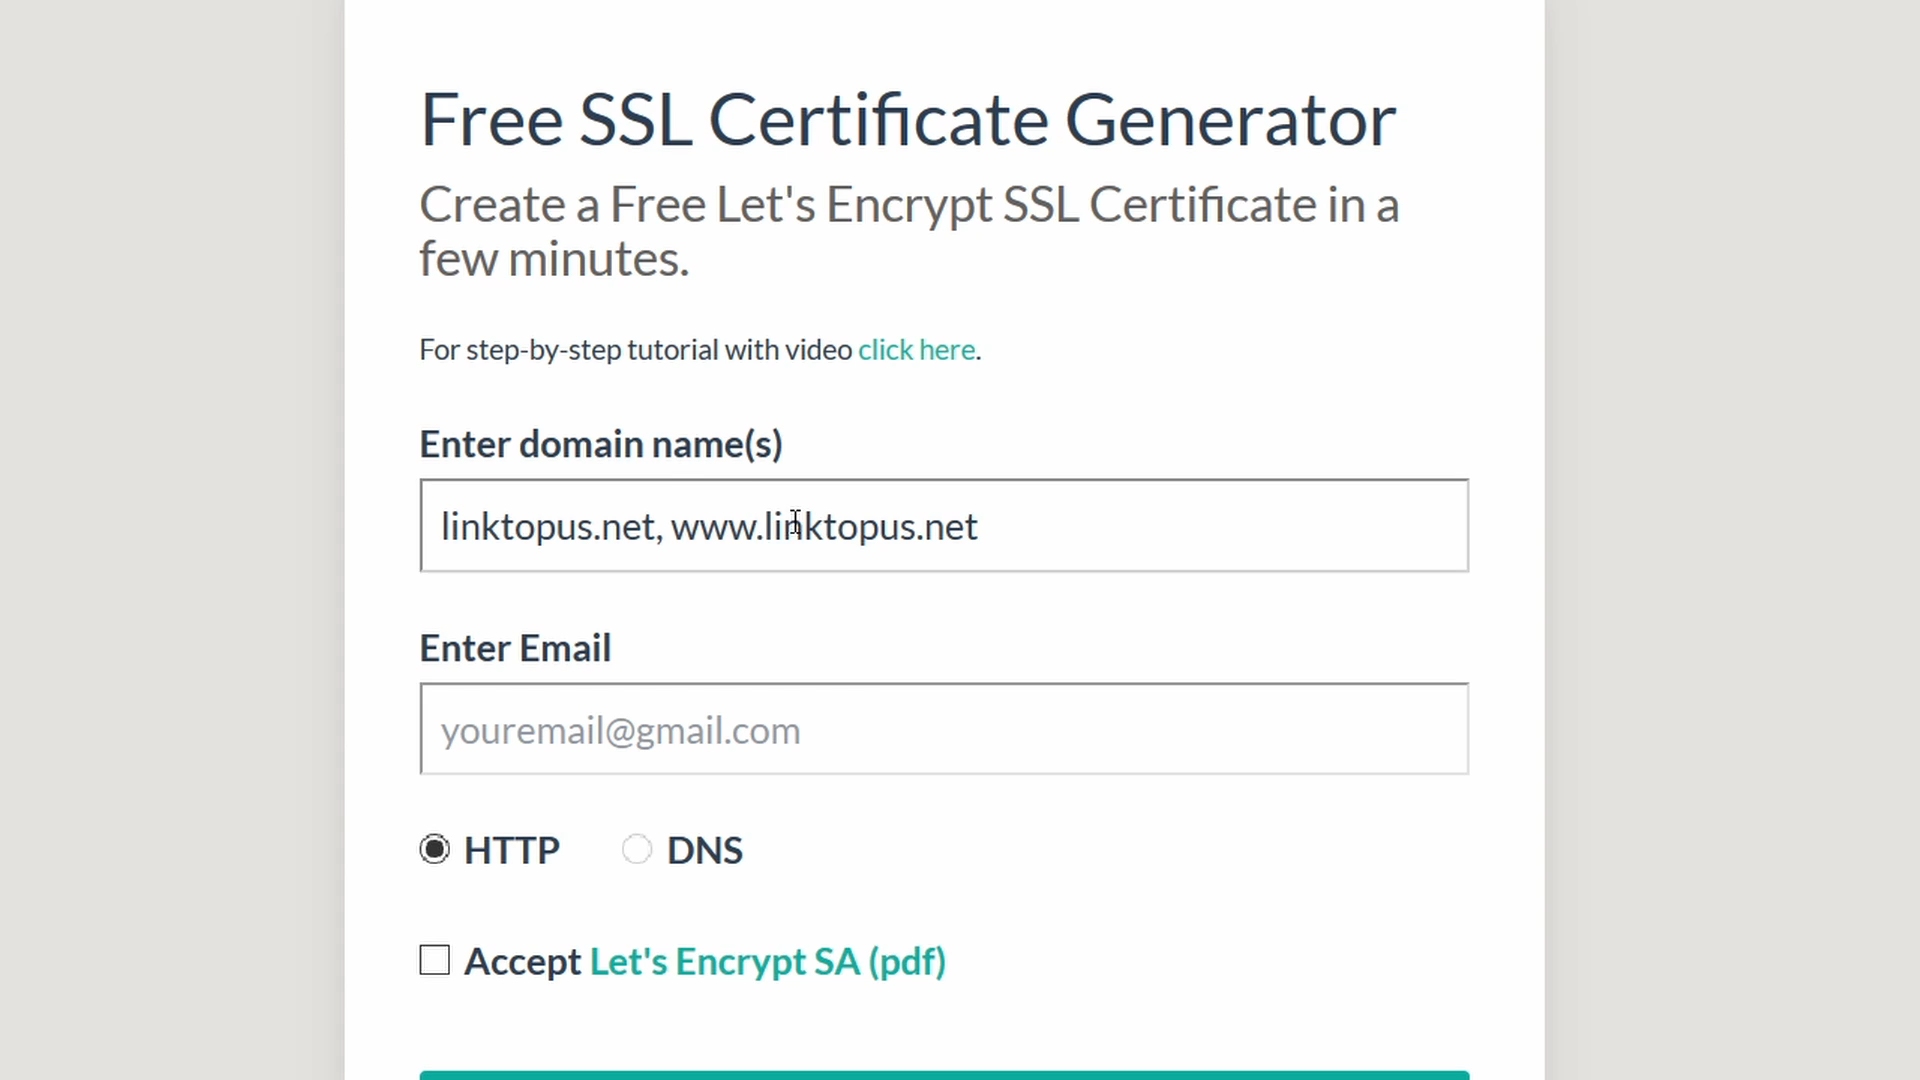 Free SSL Certificate Generator
Create a Free Let's Encrypt SSL Certificate in a
few minutes.
For step-by-step tutorial with video click here.
Enter domain name(s)
linktopus.net, www.linktopus.net
Enter Email
youremail@gmail.com
HTTP DNS
Accept Let's Encrypt SA (pdf)